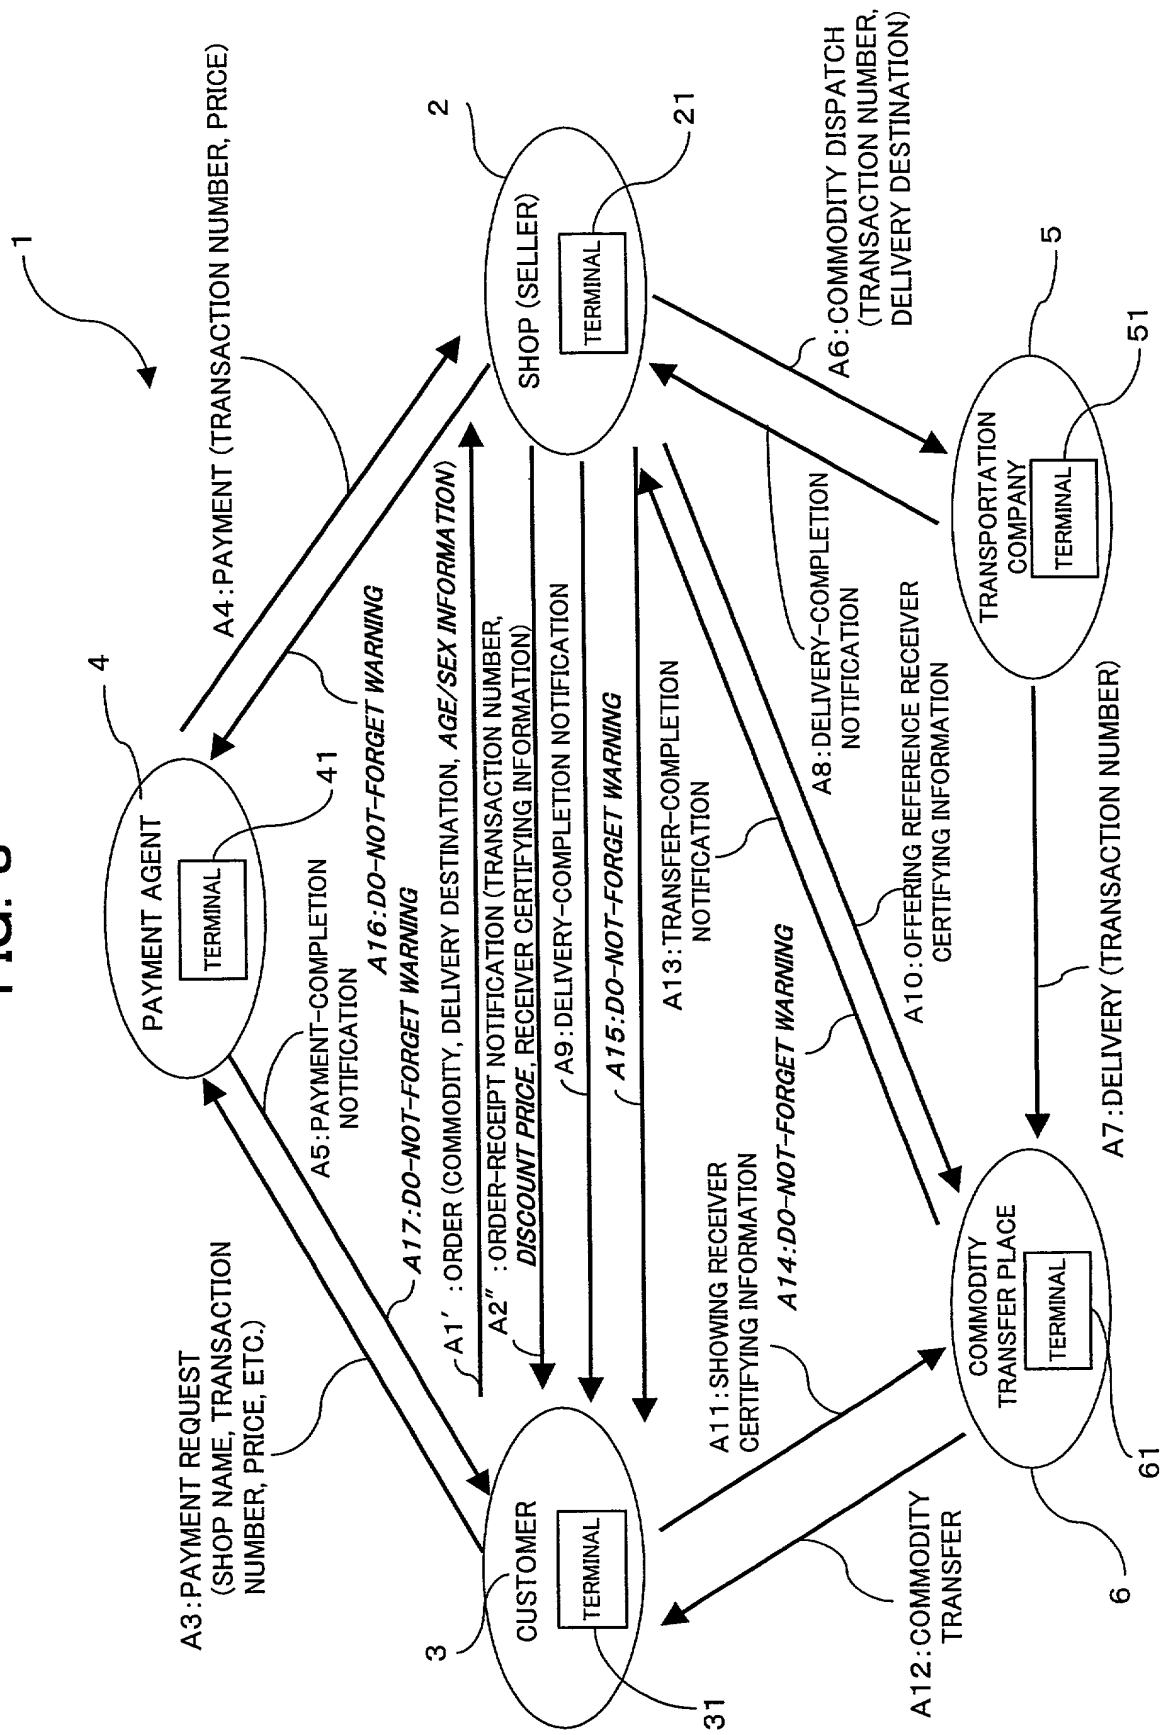 1
A4:PAYMENT (TRANSACTION NUMBER, PRICE)
4
PAYMENT AGENT
TERMINAL
41
A3:PAYMENT REQUEST
(SHOP NAME, TRANSACTION
NUMBER, PRICE, ETC.)
A5:PAYMENT-COMPLETION
NOTIFICATION
A16:DO-NOT-FORGET WARNING
A17:DO-NOT-FORGET WARNING
A1′ :ORDER (COMMODITY, DELIVERY DESTINATION, AGE/SEX INFORMATION)
A2″ :ORDER-RECEIPT NOTIFICATION (TRANSACTION NUMBER,
DISCOUNT PRICE, RECEIVER CERTIFYING INFORMATION)
A9:DELIVERY-COMPLETION NOTIFICATION
A15:DO-NOT-FORGET WARNING
2
SHOP (SELLER)
TERMINAL
21
3
CUSTOMER
TERMINAL
31
A13:TRANSFER-COMPLETION
NOTIFICATION
A14:DO-NOT-FORGET WARNING
A10:OFFERING REFERENCE RECEIVER
CERTIFYING INFORMATION
A8:DELIVERY-COMPLETION
NOTIFICATION
A6:COMMODITY DISPATCH
(TRANSACTION NUMBER,
DELIVERY DESTINATION)
A11:SHOWING RECEIVER
CERTIFYING INFORMATION
A12:COMMODITY
TRANSFER
6
COMMODITY
TRANSFER PLACE
TERMINAL
61
5
TRANSPORTATION
COMPANY
TERMINAL
51
A7:DELIVERY (TRANSACTION NUMBER)